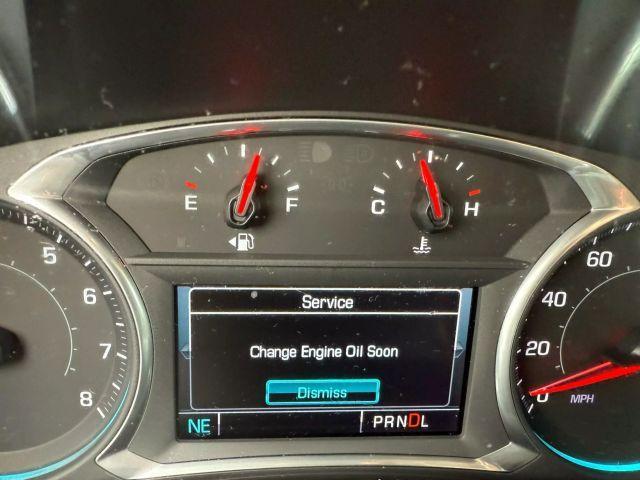 E F C H
5
6
7
8
Service
Change Engine Oil Soon
Dismiss
NE PRNDL
60
40
20
0
MPH